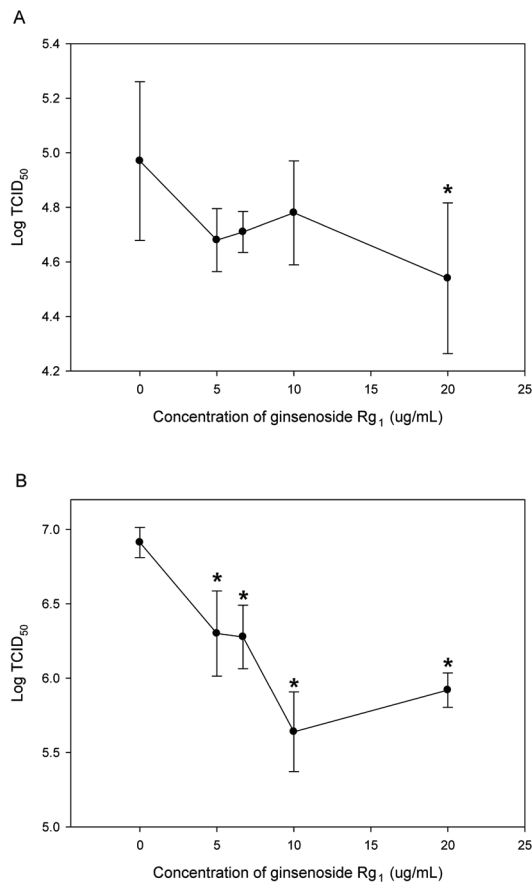 A
5.4
5.2
5.0
4.8
4.6
4.4
4.2
Log TCID50
*
0 5 10 15 20 25
Concentration of ginsenoside Rg1 (ug/mL)
B
7.0
6.5
6.0
5.5
5.0
Log TCID50
* * * *
0 5 10 15 20 25
Concentration of ginsenoside Rg1 (ug/mL)